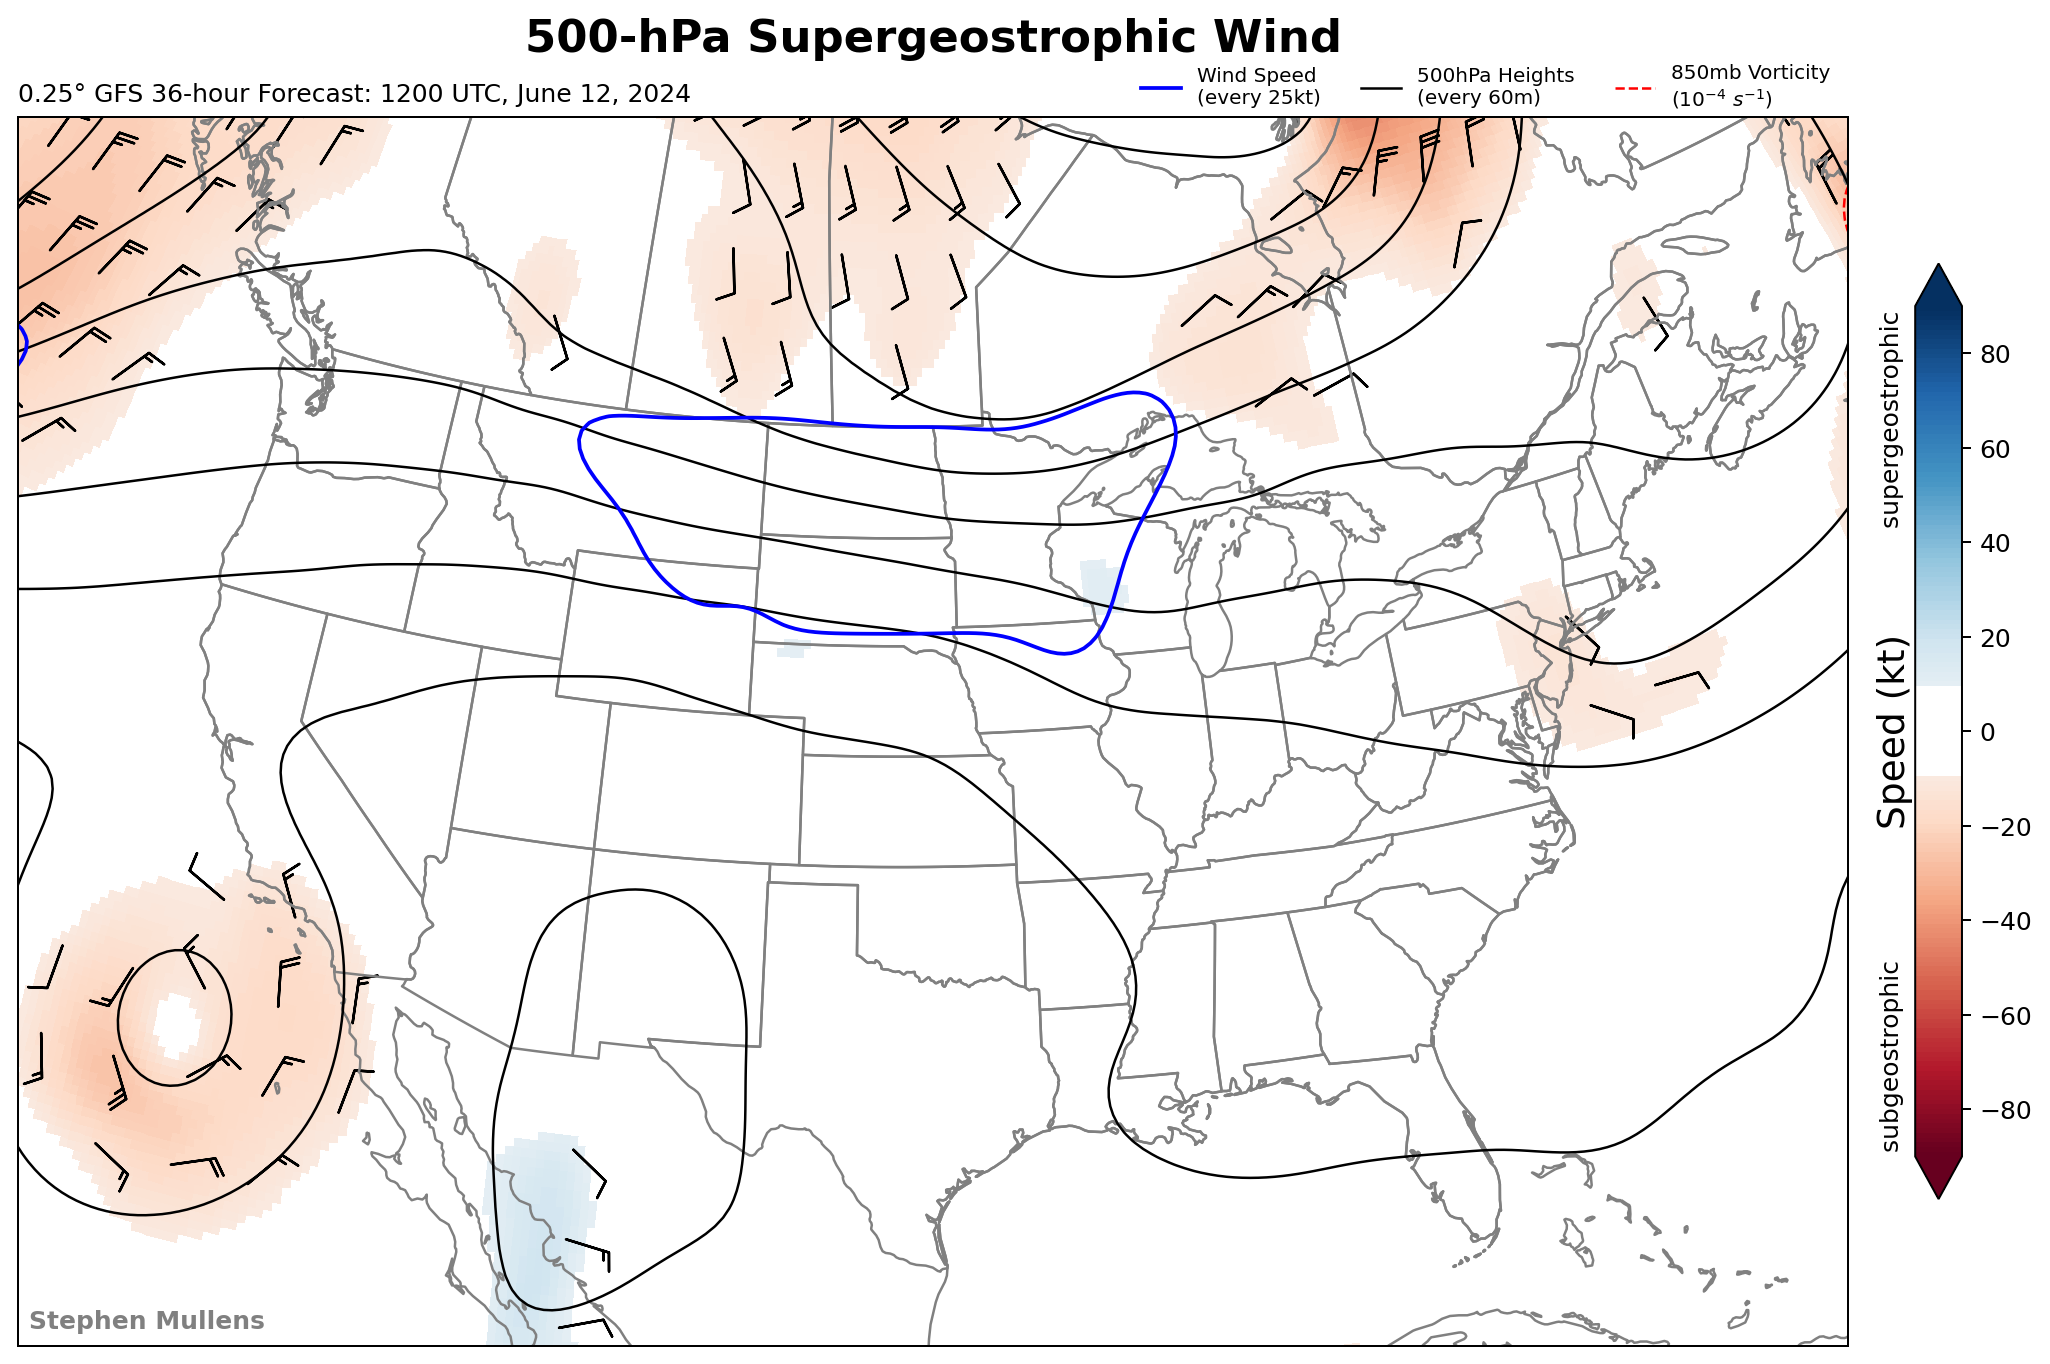 500-hPa Supergeostrophic Wind
0.25° GFS 36-hour Forecast: 1200 UTC, June 12, 2024
Wind Speed
(every 25kt)
500hPa Heights
(every 60m)
850mb Vorticity
(10⁻⁴ s⁻¹)
supergeostrophic
Speed (kt)
subgeostrophic
80
60
40
20
0
−20
−40
−60
−80
Stephen Mullens